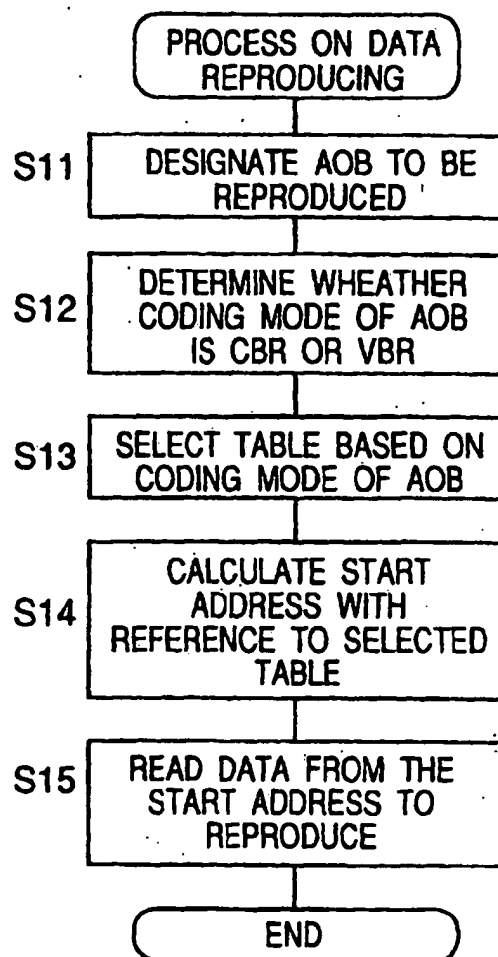 PROCESS ON DATA
REPRODUCING
S11
DESIGNATE AOB TO BE
REPRODUCED
S12
DETERMINE WHEATHER
CODING MODE OF AOB
IS CBR OR VBR
S13
SELECT TABLE BASED ON
CODING MODE OF AOB
S14
CALCULATE START
ADDRESS WITH
REFERENCE TO SELECTED
TABLE
S15
READ DATA FROM THE
START ADDRESS TO
REPRODUCE
END